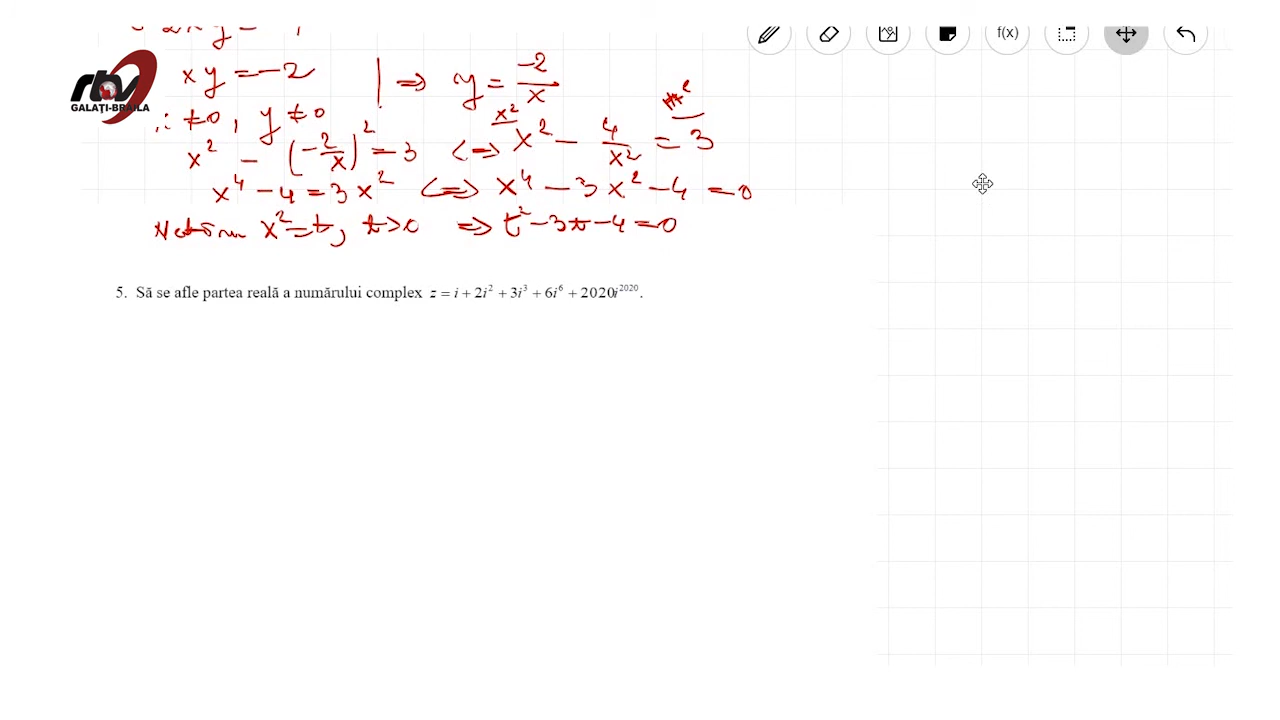 xy = -2 | ⇒ y = -2/x
≠0, y ≠ 0
x² - (-2/x)² = 3 ⇔ x² - 4/x² = 3
x⁴ - 4 = 3x² ⇔ x⁴ - 3x² - 4 = 0
x² = t, t > 0 ⇒ t² - 3t - 4 = 0
rtv
GALAȚI-BRAILA
f(x)
5. Să se afle partea reală a numărului complex z = i + 2i² + 3i³ + 6i⁶ + 2020i²⁰²⁰.